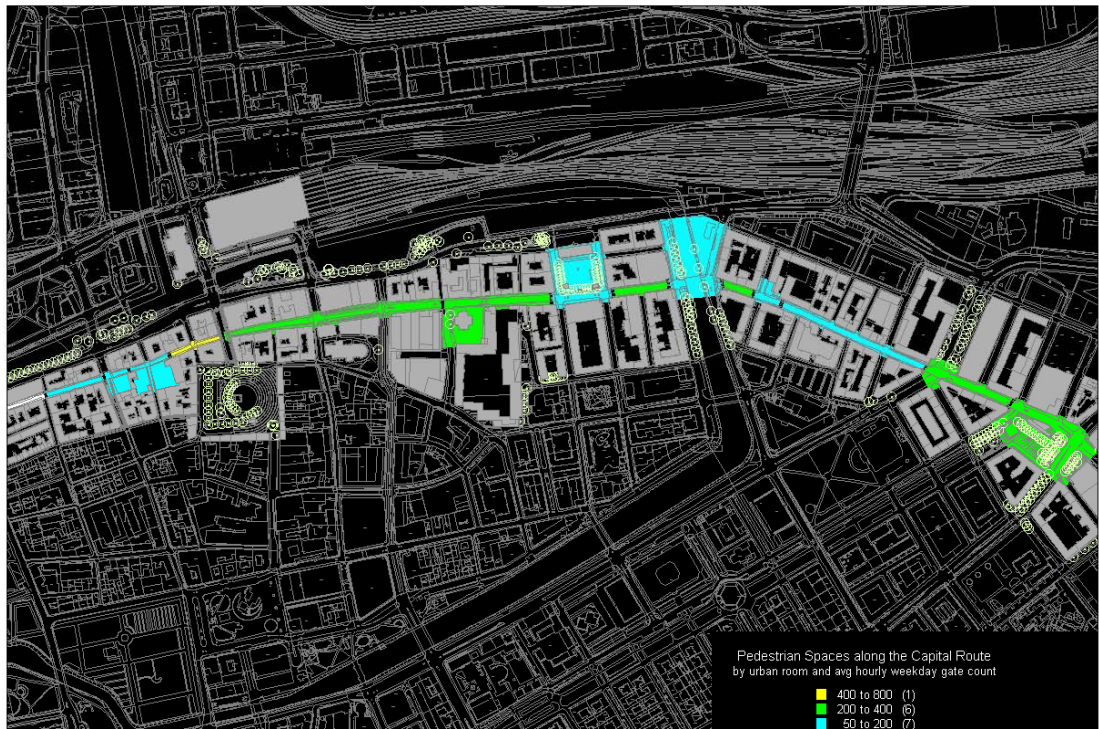 Pedestrian Spaces along the Capital Route
by urban room and avg hourly weekday gate count
400 to 800 (1)
200 to 400 (6)
50 to 200 (7)